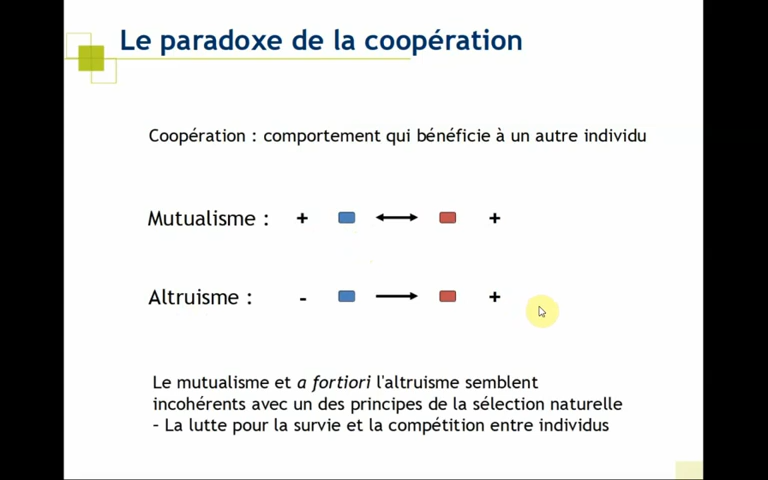 Le paradoxe de la coopération
Coopération : comportement qui bénéficie à un autre individu
Mutualisme : + +
Altruisme : - +
Le mutualisme et a fortiori l'altruisme semblent
incohérents avec un des principes de la sélection naturelle
– La lutte pour la survie et la compétition entre individus